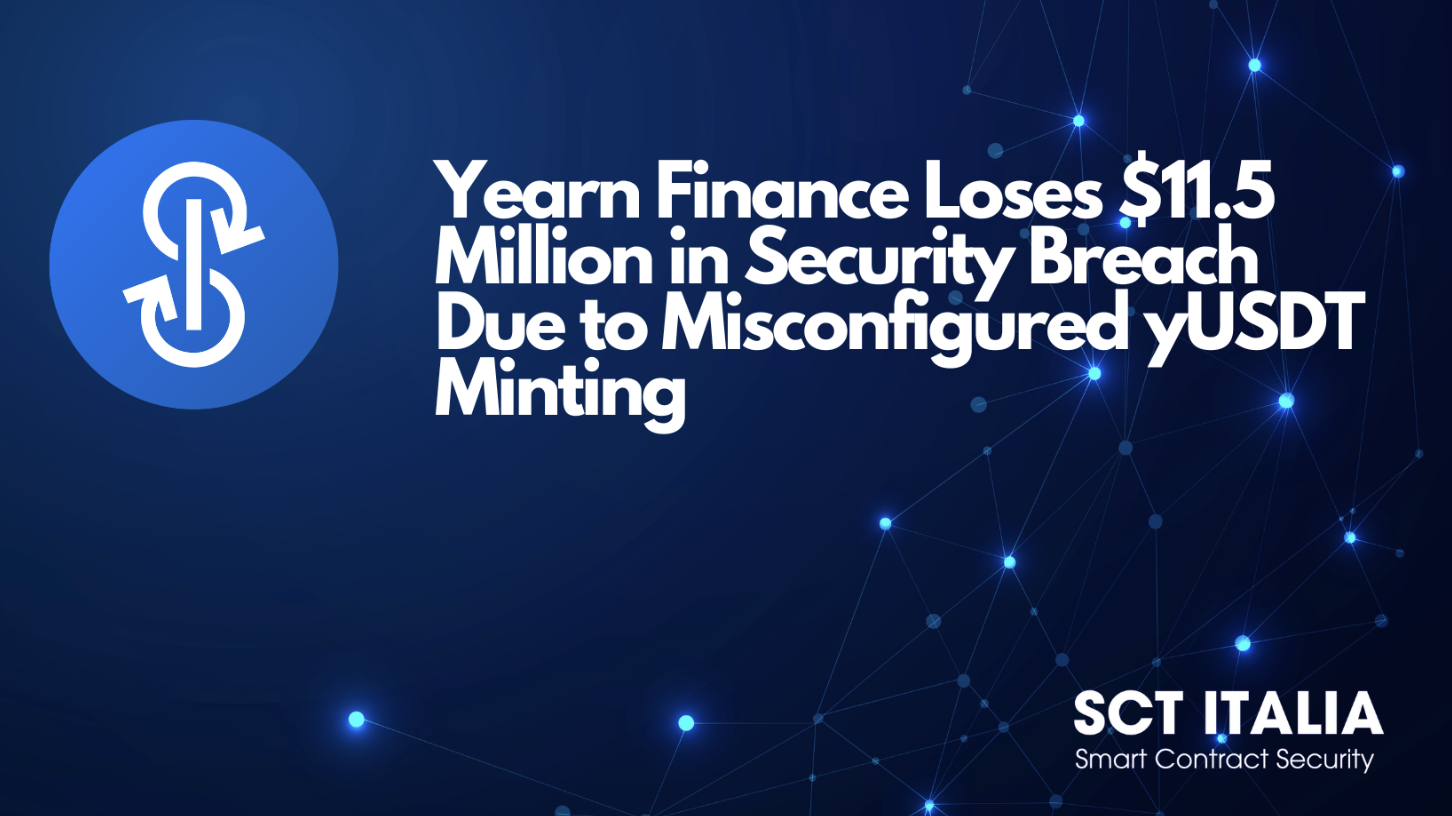 Yearn Finance Loses $11.5
Million in Security Breach
Due to Misconfigured yUSDT
Minting
SCT ITALIA
Smart Contract Security